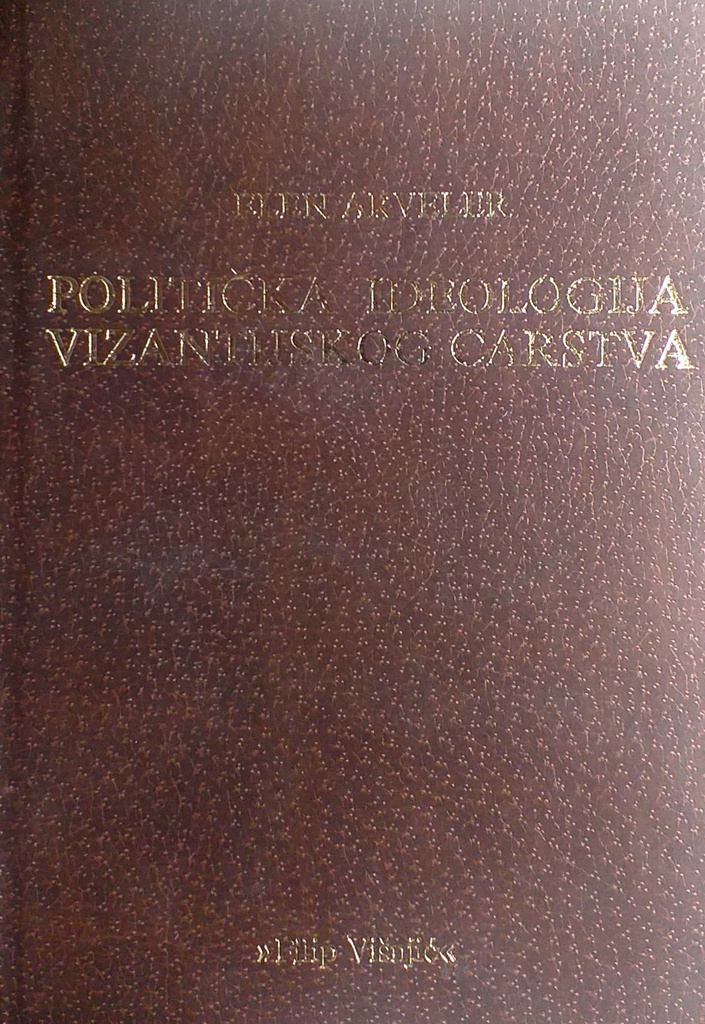 ELEN ARVELER
POLITIČKA IDEOLOGIJA
VIZANTIJSKOG CARSTVA
»Filip Višnjić«